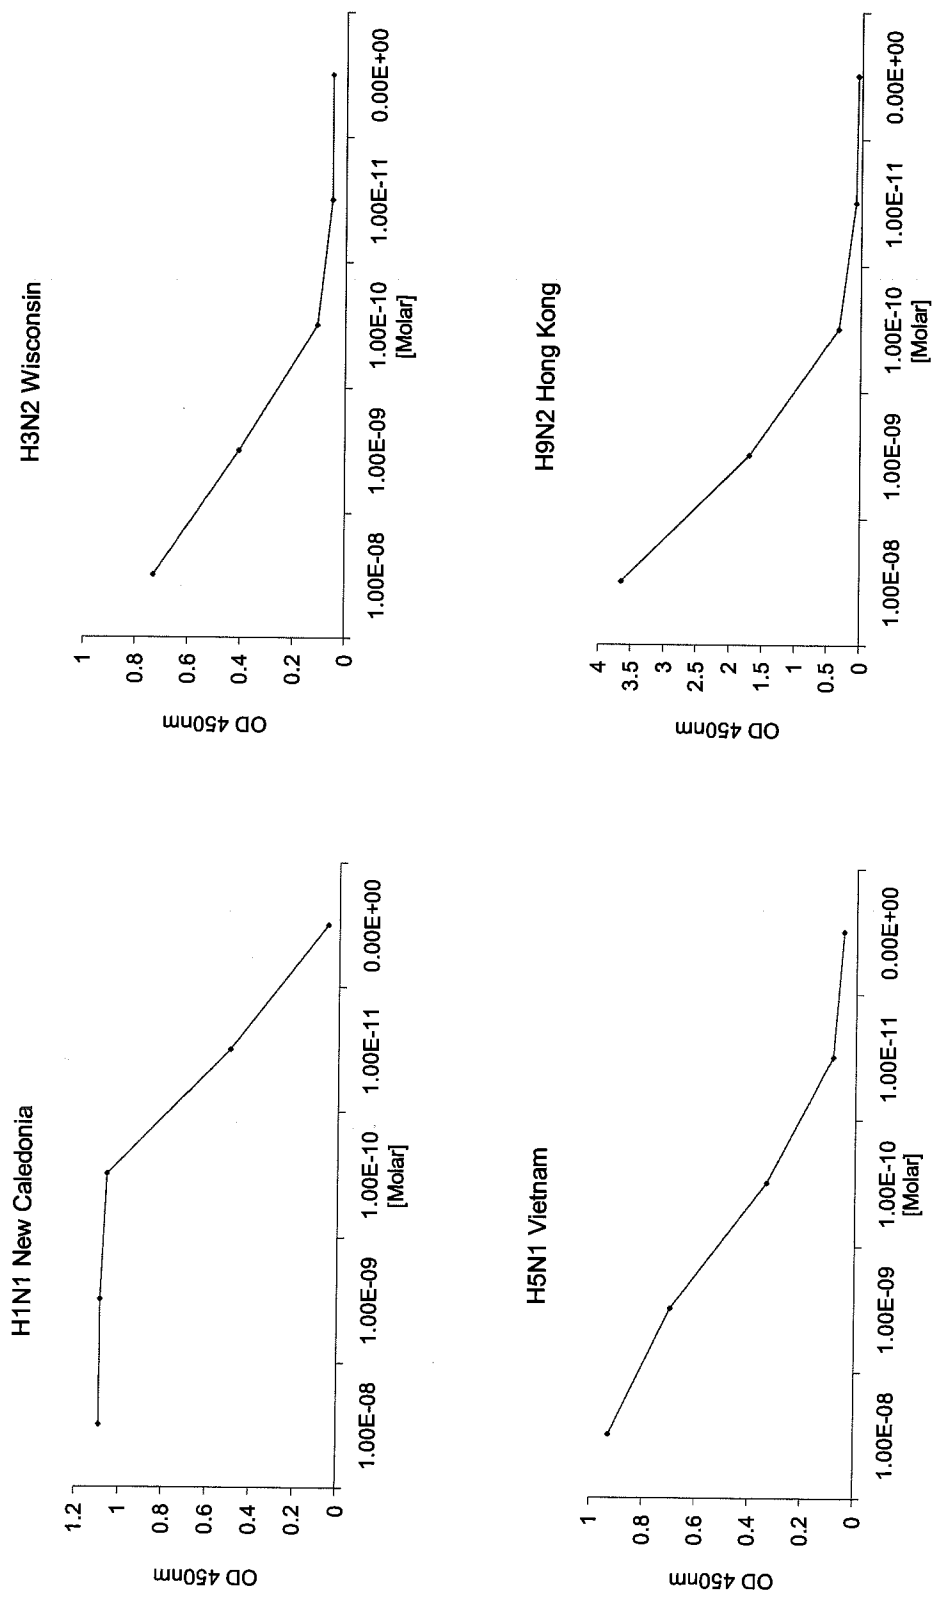 H1N1 New Caledonia
OD 450nm
1.2
1
0.8
0.6
0.4
0.2
0
1.00E-08 1.00E-09 1.00E-10 1.00E-11 0.00E+00
[Molar]
H3N2 Wisconsin
OD 450nm
1
0.8
0.6
0.4
0.2
0
1.00E-08 1.00E-09 1.00E-10 1.00E-11 0.00E+00
[Molar]
H5N1 Vietnam
OD 450nm
1
0.8
0.6
0.4
0.2
0
1.00E-08 1.00E-09 1.00E-10 1.00E-11 0.00E+00
[Molar]
H9N2 Hong Kong
OD 450nm
4
3.5
3
2.5
2
1.5
1
0.5
0
1.00E-08 1.00E-09 1.00E-10 1.00E-11 0.00E+00
[Molar]